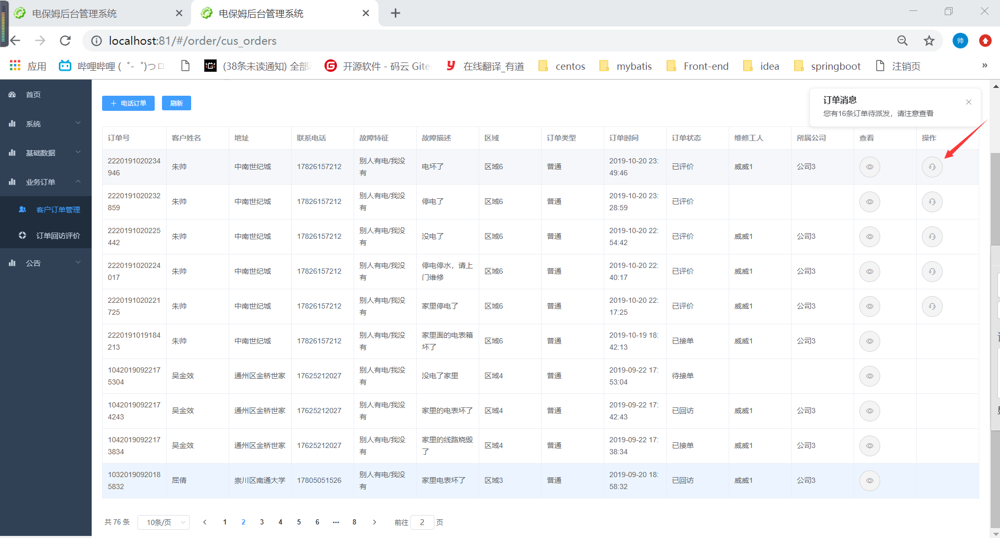 电保姆后台管理系统
电保姆后台管理系统
localhost:81/#/order/cus_orders
帅
应用
哔哩哔哩 ( ゜- ゜)つロ
(38条未读通知) 全部
开源软件 - 码云 Gite
在线翻译_有道
centos
mybatis
Front-end
idea
springboot
注销页
»
首页
系统
基础数据
业务订单
客户订单管理
订单回访评价
公告
+ 电话订单
刷新
订单消息
您有16条订单待派发，请注意查看
订单号 客户姓名 地址 联系电话 故障特征 故障描述 区域 订单类型 订单时间 订单状态 维修工人 所属公司 查看 操作
2220191020234946 朱帅 中南世纪城 17826157212 别人有电/我没有 电坏了 区域6 普通 2019-10-20 23:49:46 已评价 威威1 公司3
2220191020232859 朱帅 中南世纪城 17826157212 别人有电/我没有 停电了 区域6 普通 2019-10-20 23:28:59 已评价
2220191020225442 朱帅 中南世纪城 17826157212 别人有电/我没有 没电了 区域6 普通 2019-10-20 22:54:42 已评价 威威1 公司3
2220191020224017 朱帅 中南世纪城 17826157212 别人有电/我没有 停电停水，请上门维修 区域6 普通 2019-10-20 22:40:17 已评价 威威1 公司3
2220191020221725 朱帅 中南世纪城 17826157212 别人有电/我没有 家里停电了 区域6 普通 2019-10-20 22:17:25 已评价 威威1 公司3
2220191019184213 朱帅 中南世纪城 17826157212 别人有电/我没有 家里面的电表箱坏了 区域6 普通 2019-10-19 18:42:13 已接单 威威1 公司3
10420190922175304 吴金效 通州区金桥世家 17625212027 别人有电/我没有 没电了家里 区域4 普通 2019-09-22 17:53:04 待接单
10420190922174243 吴金效 通州区金桥世家 17625212027 别人有电/我没有 家里的电表坏了 区域4 普通 2019-09-22 17:42:43 已回访 威威1 公司3
10420190922173834 吴金效 通州区金桥世家 17625212027 别人有电/我没有 家里的线路烧毁了 区域4 普通 2019-09-22 17:38:34 已接单 威威1 公司3
10320190920185832 屈倩 崇川区南通大学 17805051526 别人有电/我没有 家里电表坏了 区域3 普通 2019-09-20 18:58:32 已回访 威威1 公司3
共 76 条 10条/页 1 2 3 4 5 6 ··· 8 前往 2 页